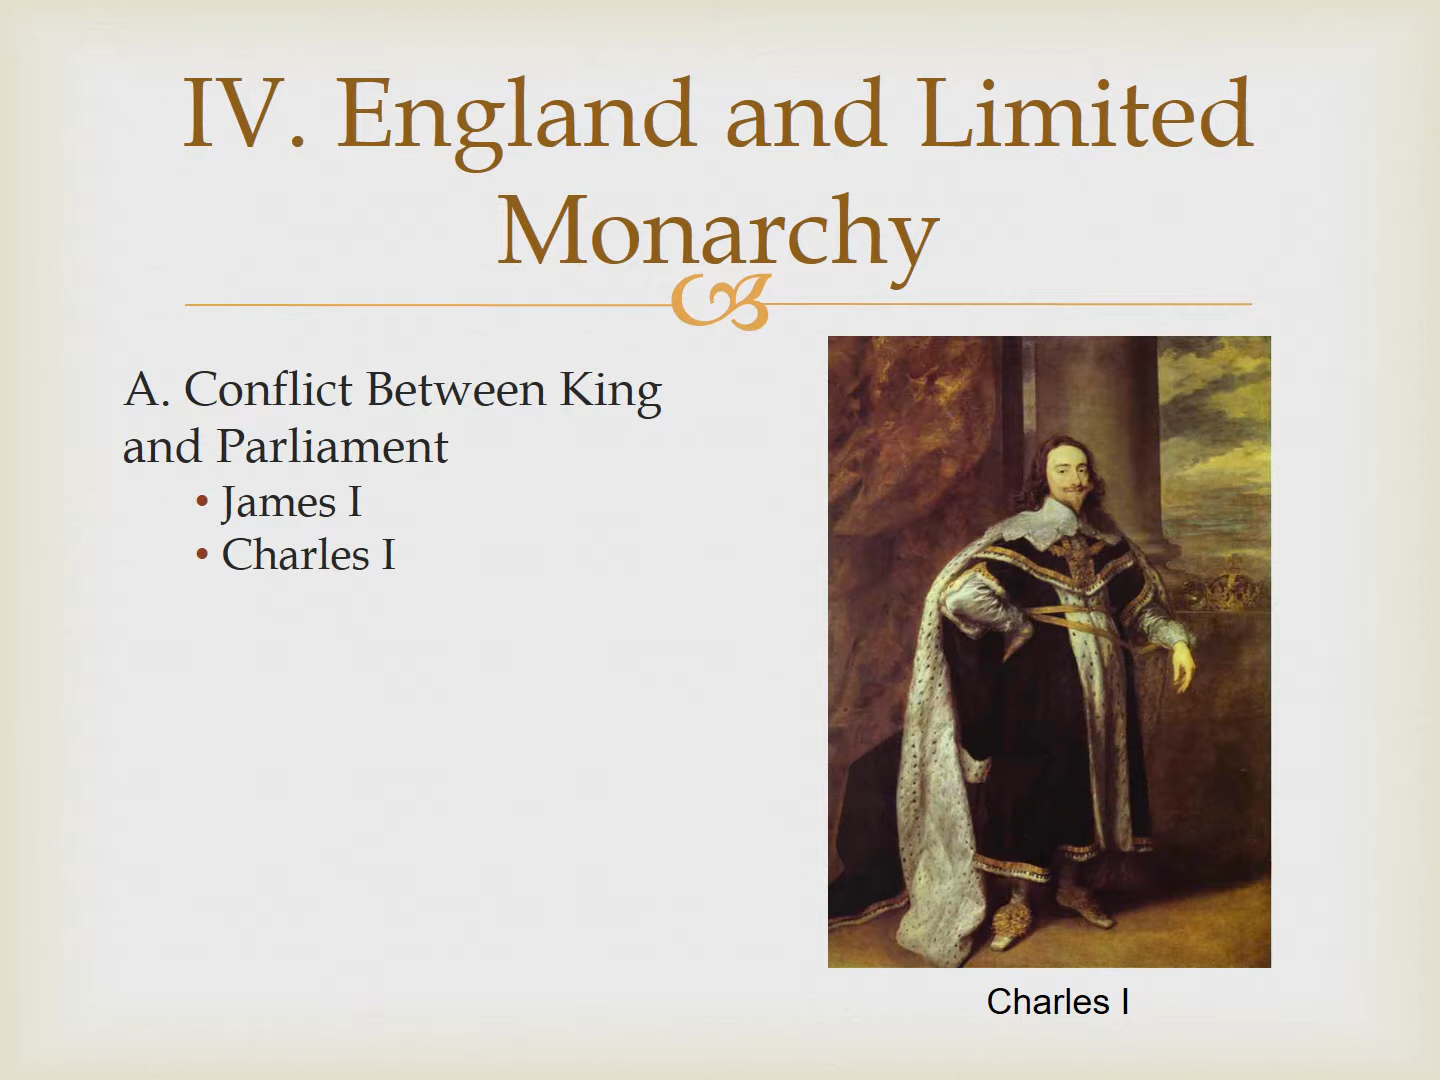 IV. England and Limited
Monarchy
A. Conflict Between King
and Parliament
• James I
• Charles I
Charles I